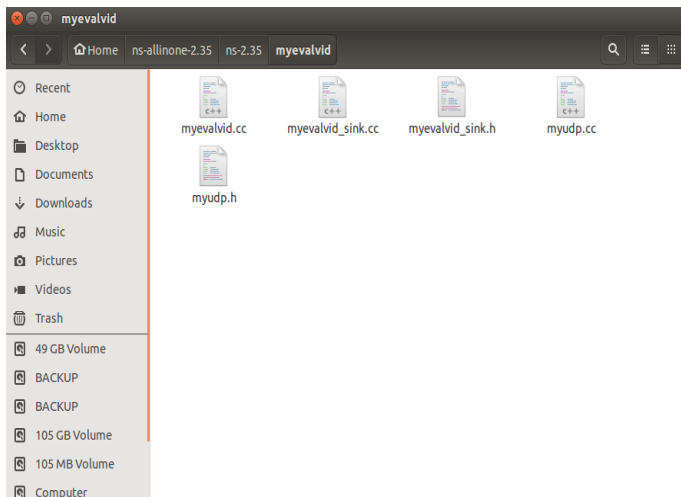 myevalvid
Home ns-allinone-2.35 ns-2.35 myevalvid
Recent
Home
Desktop
Documents
Downloads
Music
Pictures
Videos
Trash
49 GB Volume
BACKUP
BACKUP
105 GB Volume
105 MB Volume
Computer
C++ C++ C++
myevalvid.cc myevalvid_sink.cc myevalvid_sink.h myudp.cc
myudp.h